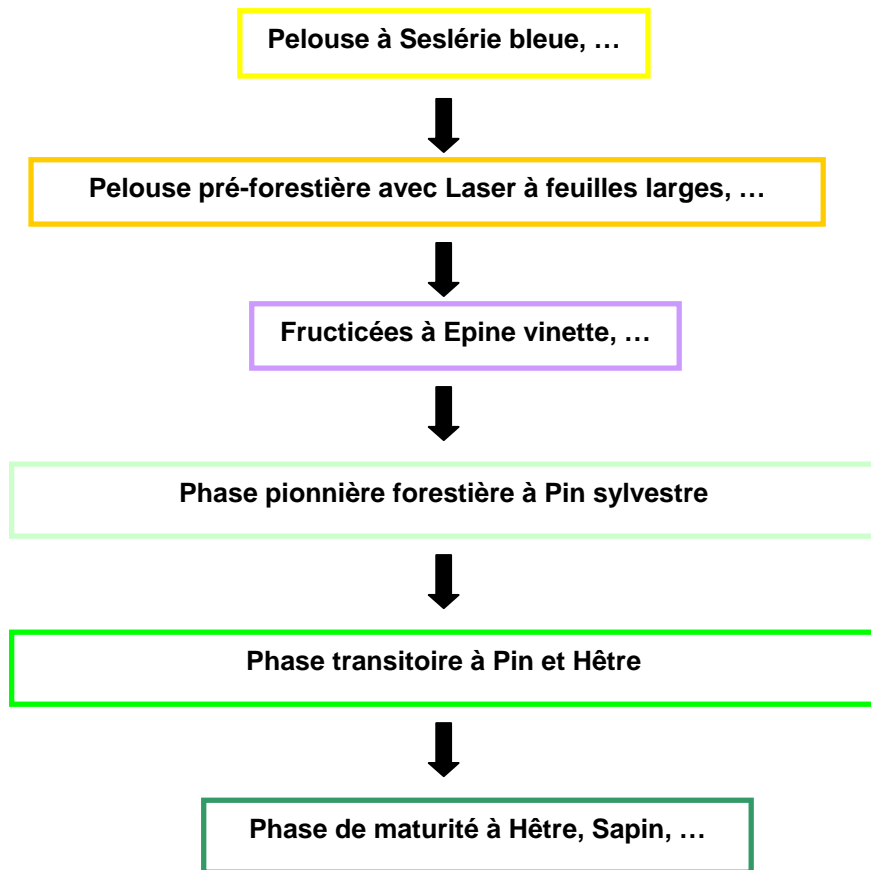 Pelouse à Seslérie bleue, …
Pelouse pré-forestière avec Laser à feuilles larges, …
Fructicées à Epine vinette, …
Phase pionnière forestière à Pin sylvestre
Phase transitoire à Pin et Hêtre
Phase de maturité à Hêtre, Sapin, …